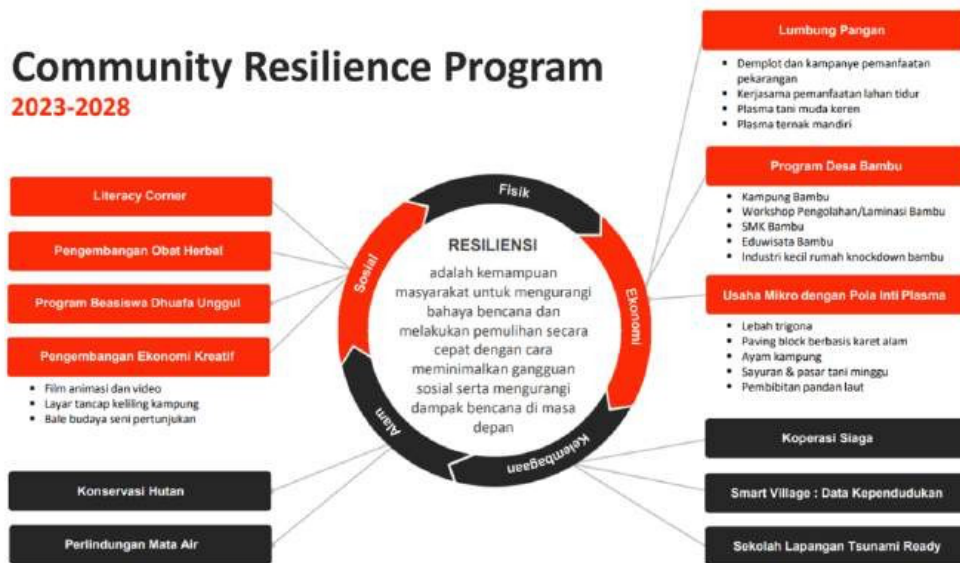 Community Resilience Program
2023-2028
Literacy Corner
Pengembangan Obat Herbal
Program Beasiswa Dhuafa Unggul
Pengembangan Ekonomi Kreatif
▪ Film animasi dan video
▪ Layar tancap keliling kampung
▪ Bale budaya seni pertunjukan
Konservasi Hutan
Perlindungan Mata Air
Fisik
Sosial
Ekonomi
Alam
Kelembagaan
RESILIENSI
adalah kemampuan
masyarakat untuk mengurangi
bahaya bencana dan
melakukan pemulihan secara
cepat dengan cara
meminimalkan gangguan
sosial serta mengurangi
dampak bencana di masa
depan
Lumbung Pangan
▪ Demplot dan kampanye pemanfaatan
pekarangan
▪ Kerjasama pemanfaatan lahan tidur
▪ Plasma tani muda keren
▪ Plasma ternak mandiri
Program Desa Bambu
▪ Kampung Bambu
▪ Workshop Pengolahan/Laminasi Bambu
▪ SMK Bambu
▪ Eduwisata Bambu
▪ Industri kecil rumah knockdown bambu
Usaha Mikro dengan Pola Inti Plasma
▪ Lebah trigona
▪ Paving block berbasis karet alam
▪ Ayam kampung
▪ Sayuran & pasar tani minggu
▪ Pembibitan pandan laut
Koperasi Siaga
Smart Village : Data Kependudukan
Sekolah Lapangan Tsunami Ready